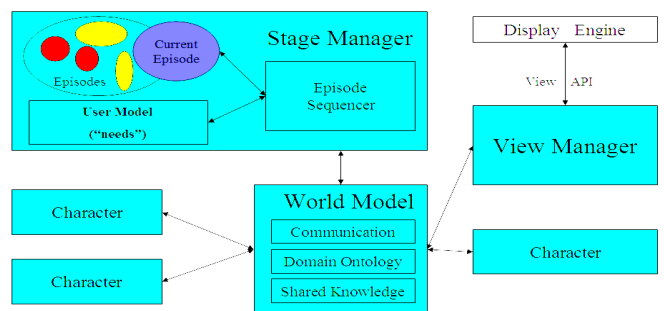 Stage Manager
Current
Episode
Episodes
User Model
(“needs”)
Episode
Sequencer
Display Engine
View API
View Manager
World Model
Communication
Domain Ontology
Shared Knowledge
Character
Character
Character